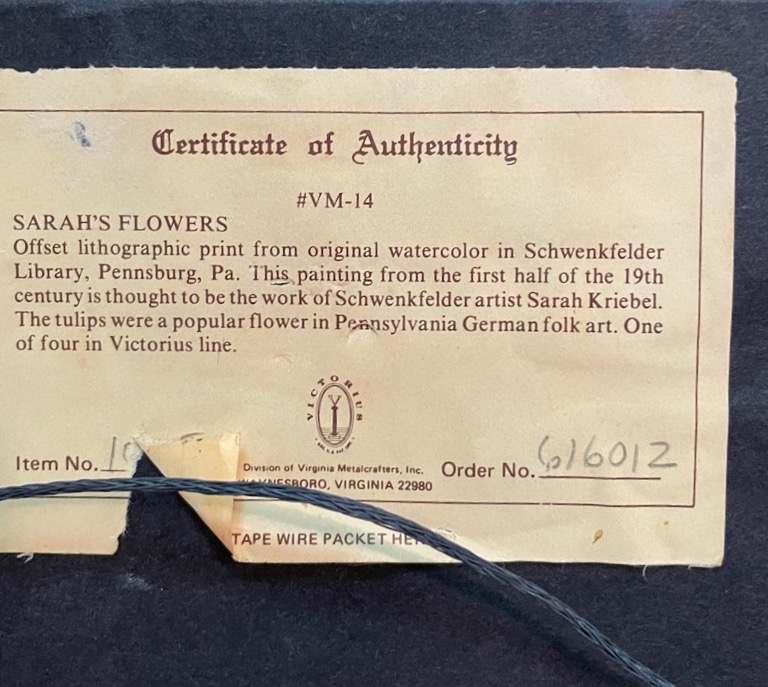 Certificate of Authenticity
#VM-14
SARAH'S FLOWERS
Offset lithographic print from original watercolor in Schwenkfelder
Library, Pennsburg, Pa. This painting from the first half of the 19th
century is thought to be the work of Schwenkfelder artist Sarah Kriebel.
The tulips were a popular flower in Pennsylvania German folk art. One
of four in Victorius line.
VICTORIUS
Item No.
Division of Virginia Metalcrafters, Inc.
WAYNESBORO, VIRGINIA 22980
Order No. 616012
TAPE WIRE PACKET